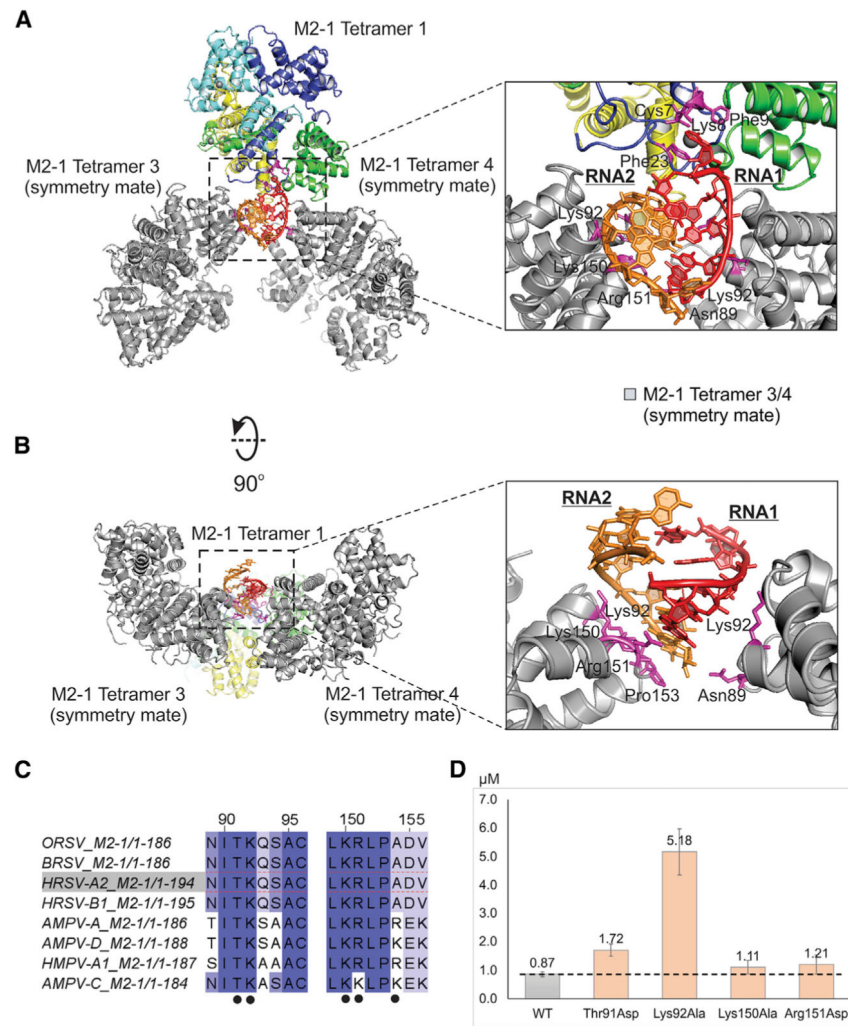 A
M2-1 Tetramer 1
M2-1 Tetramer 3
(symmetry mate)
M2-1 Tetramer 4
(symmetry mate)
Cys7
Lys8
Phe9
Phe23
RNA2
RNA1
Lys92
Lys150
Arg151
Lys92
Asn89
M2-1 Tetramer 3/4
(symmetry mate)
90°
B
M2-1 Tetramer 1
M2-1 Tetramer 3
(symmetry mate)
M2-1 Tetramer 4
(symmetry mate)
RNA2
RNA1
Lys92
Lys150
Lys92
Arg151
Pro153
Asn89
C
90 95 150 155
ORSV_M2-1/1-186 NITKQSAC LKRLPADV
BRSV_M2-1/1-186 NITKQSAC LKRLPADV
HRSV-A2_M2-1/1-194 NITKQSAC LKRLPADV
HRSV-B1_M2-1/1-195 NITKQSAC LKRLPADV
AMPV-A_M2-1/1-186 TITKSAAC LKRLPREK
AMPV-D_M2-1/1-188 TITKSAAC LKRLPKEK
HMPV-A1_M2-1/1-187 SITKAAAC LKRLPREK
AMPV-C_M2-1/1-184 NITKASAC LKKLPKEK
D
µM
7.0
6.0
5.0
4.0
3.0
2.0
1.0
0.0
0.87
1.72
5.18
1.11
1.21
WT Thr91Asp Lys92Ala Lys150Ala Arg151Asp